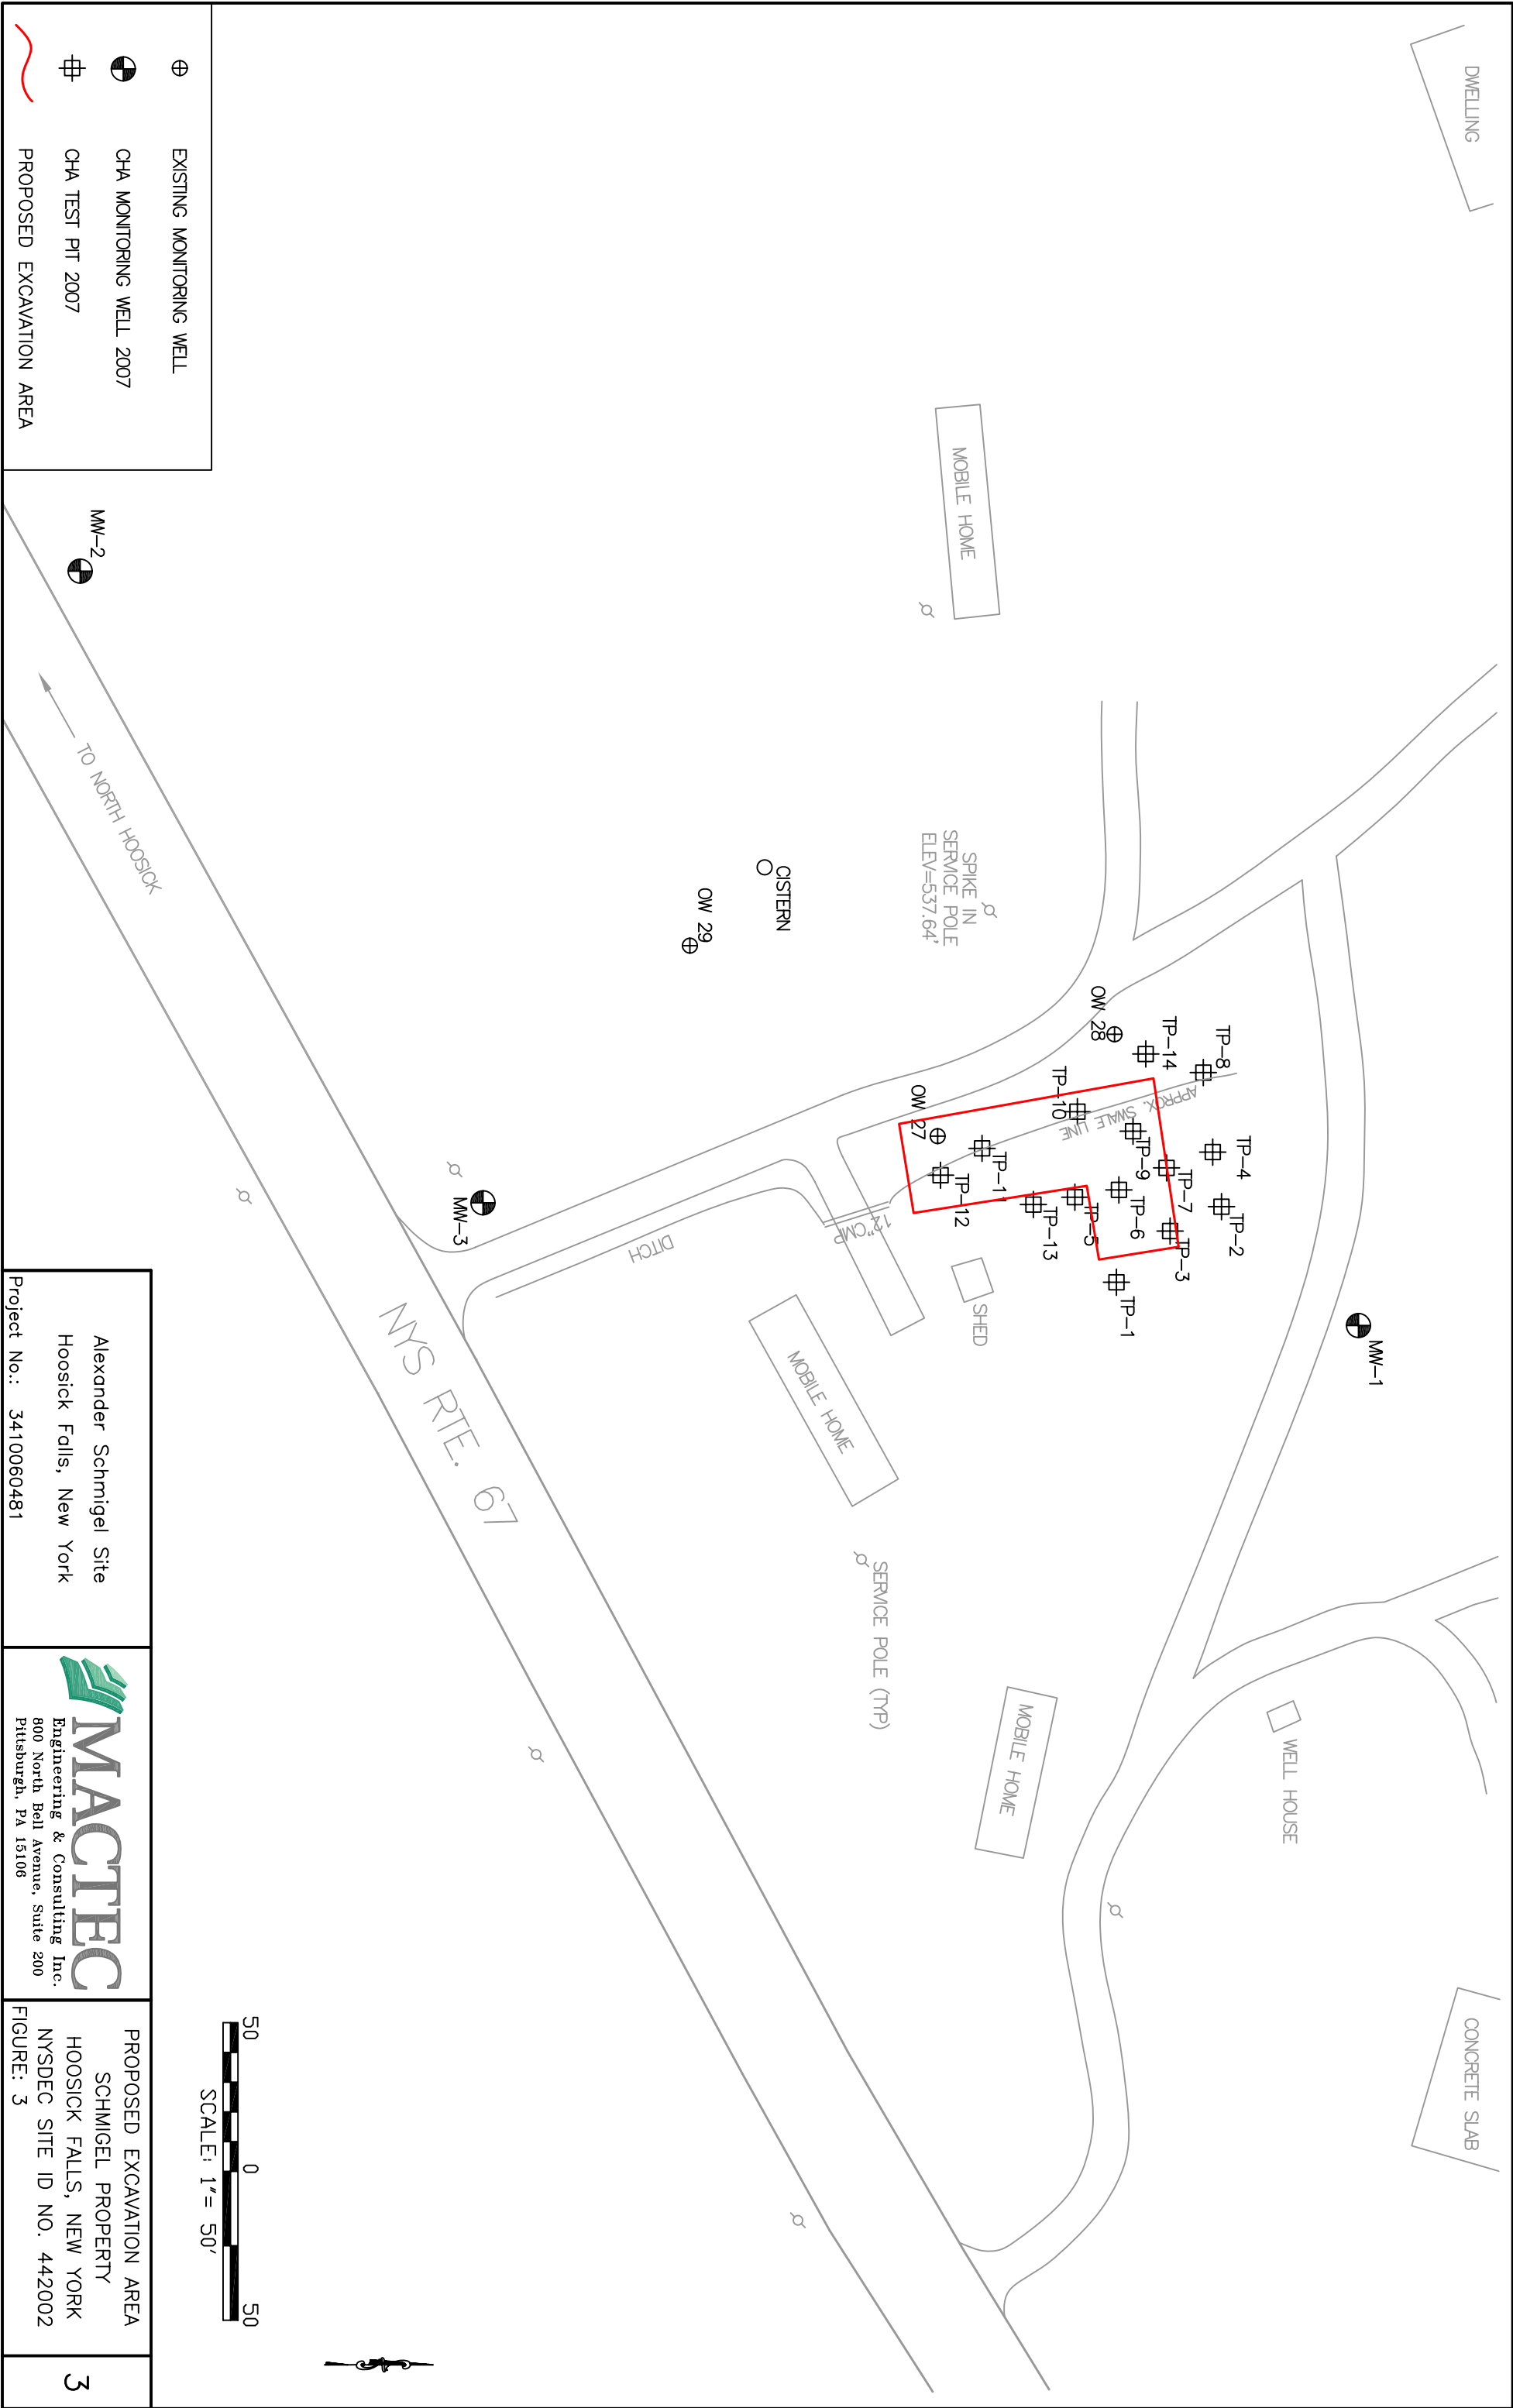 DWELLING
CONCRETE SLAB
MW-1
WELL HOUSE
TP-8
TP-4
TP-2
TP-14
TP-7
TP-3
OW 28
APPROX. SWALE LINE
TP-9
TP-6
TP-1
TP-10
TP-5
TP-13
MOBILE HOME
SPIKE IN
SERVICE POLE
ELEV=537.64'
OW 27
TP-11
TP-12
SHED
MOBILE HOME
12"CMP
SERVICE POLE (TYP)
CISTERN
MOBILE HOME
OW 29
DITCH
MW-3
NYS RTE. 67
TO NORTH HOOSICK
MW-2
50 0 50
SCALE: 1"= 50'
EXISTING MONITORING WELL
CHA MONITORING WELL 2007
CHA TEST PIT 2007
PROPOSED EXCAVATION AREA
Alexander Schmigel Site
Hoosick Falls, New York
Project No.: 3410060481
MACTEC
Engineering & Consulting Inc.
800 North Bell Avenue, Suite 200
Pittsburgh, PA 15106
PROPOSED EXCAVATION AREA
SCHMIGEL PROPERTY
HOOSICK FALLS, NEW YORK
NYSDEC SITE ID NO. 442002
FIGURE: 3
3